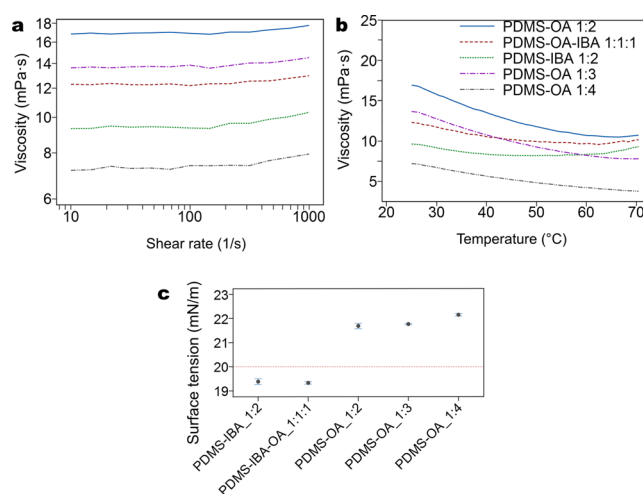 a
Viscosity (mPa·s)
18
16
14
12
10
8
6
10
100
1000
Shear rate (1/s)
b
Viscosity (mPa·s)
25
20
15
10
5
20
30
40
50
60
70
Temperature (°C)
PDMS-OA 1:2
PDMS-OA-IBA 1:1:1
PDMS-IBA 1:2
PDMS-OA 1:3
PDMS-OA 1:4
c
Surface tension (mN/m)
23
22
21
20
19
PDMS-IBA_1:2
PDMS-IBA-OA_1:1:1
PDMS-OA_1:2
PDMS-OA_1:3
PDMS-OA_1:4